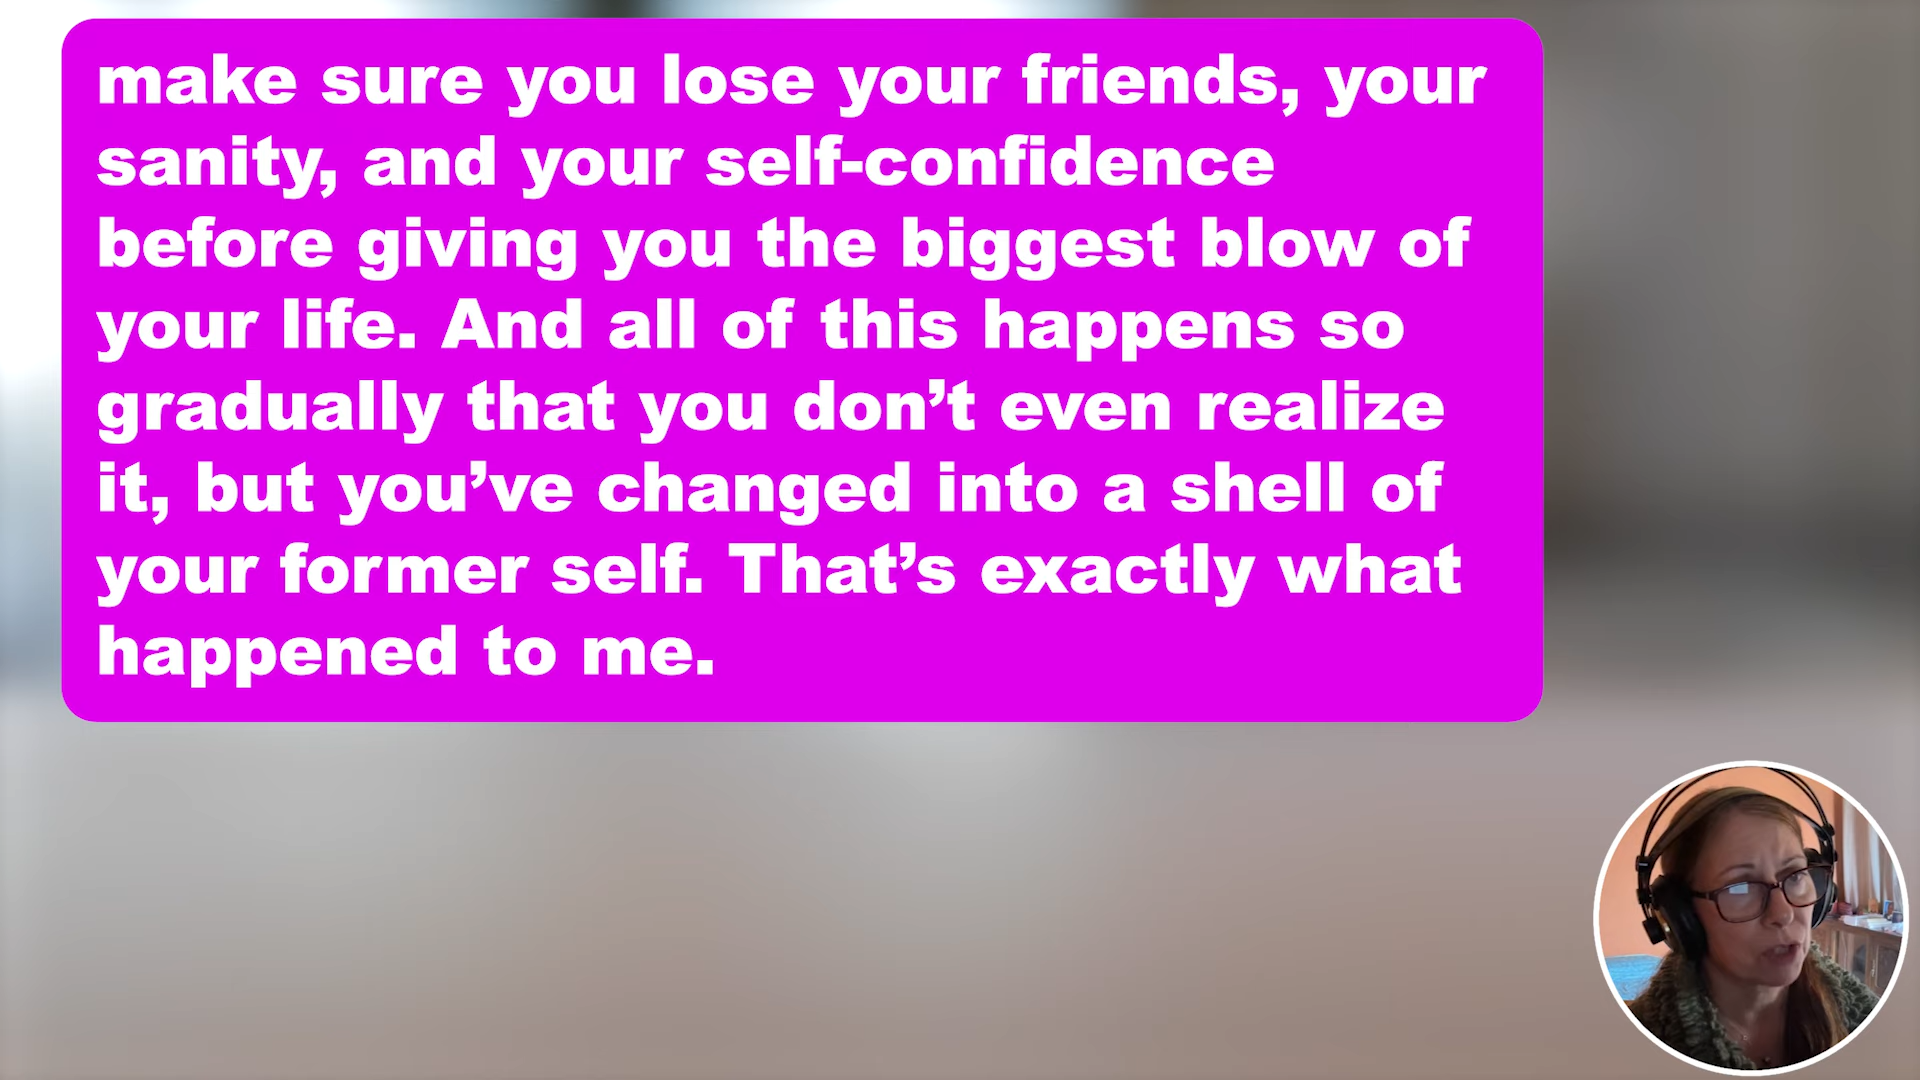 make sure you lose your friends, your
sanity, and your self-confidence
before giving you the biggest blow of
your life. And all of this happens so
gradually that you don’t even realize
it, but you’ve changed into a shell of
your former self. That’s exactly what
happened to me.